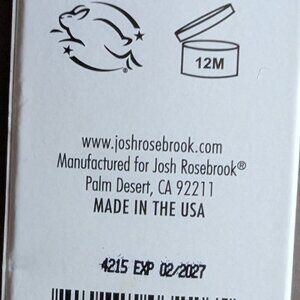 12M
www.joshrosebrook.com
Manufactured for Josh Rosebrook®
Palm Desert, CA 92211
MADE IN THE USA
4215 EXP 02/2027